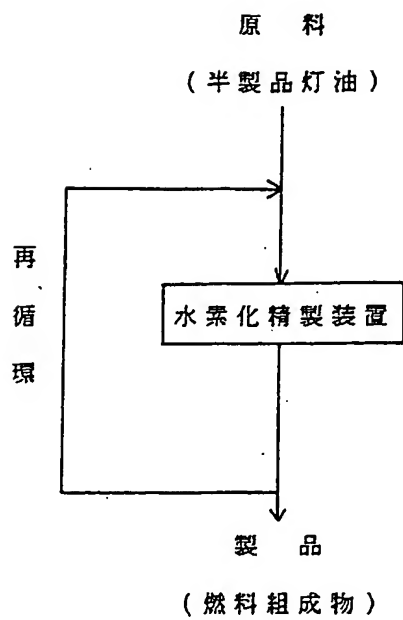 原料
(半製品灯油)
再循環
水素化精製装置
製品
(燃料組成物)